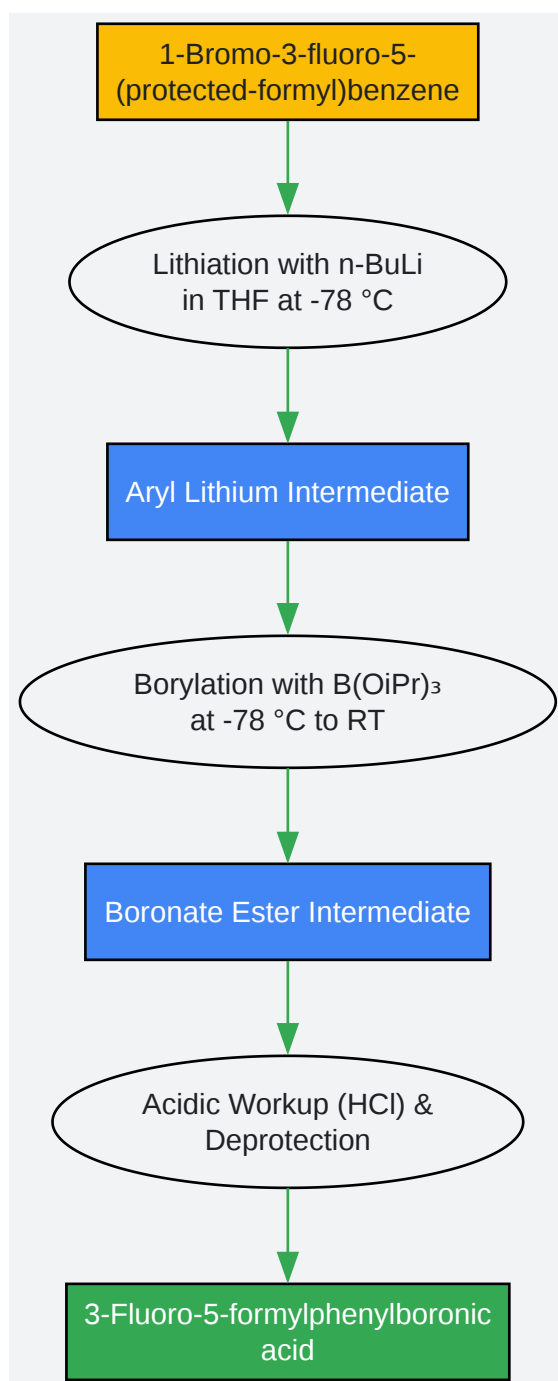 1-Bromo-3-fluoro-5-
(protected-formyl)benzene
Lithiation with n-BuLi
in THF at -78 °C
Aryl Lithium Intermediate
Borylation with B(OiPr)₃
at -78 °C to RT
Boronate Ester Intermediate
Acidic Workup (HCl) &
Deprotection
3-Fluoro-5-formylphenylboronic
acid